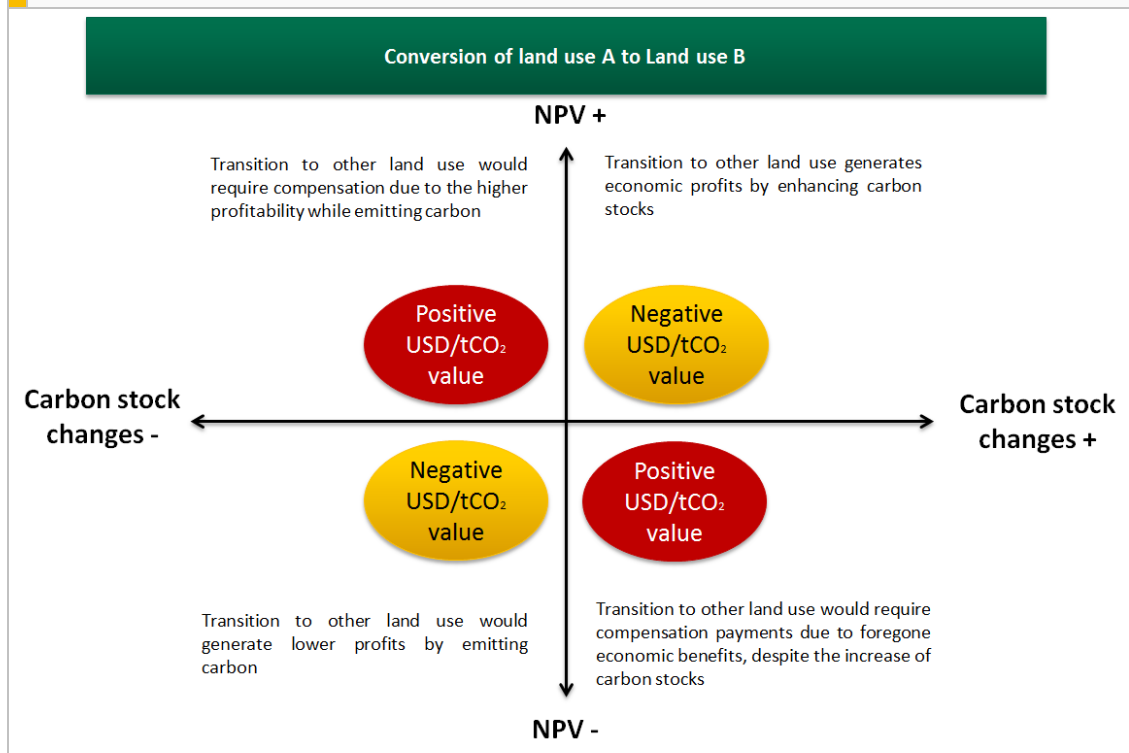 Conversion of land use A to Land use B
NPV +
Transition to other land use would
require compensation due to the higher
profitability while emitting carbon
Transition to other land use generates
economic profits by enhancing carbon
stocks
Positive
USD/tCO₂
value
Negative
USD/tCO₂
value
Carbon stock
changes -
Carbon stock
changes +
Negative
USD/tCO₂
value
Positive
USD/tCO₂
value
Transition to other land use would
generate lower profits by emitting
carbon
Transition to other land use would require
compensation payments due to foregone
economic benefits, despite the increase of
carbon stocks
NPV -